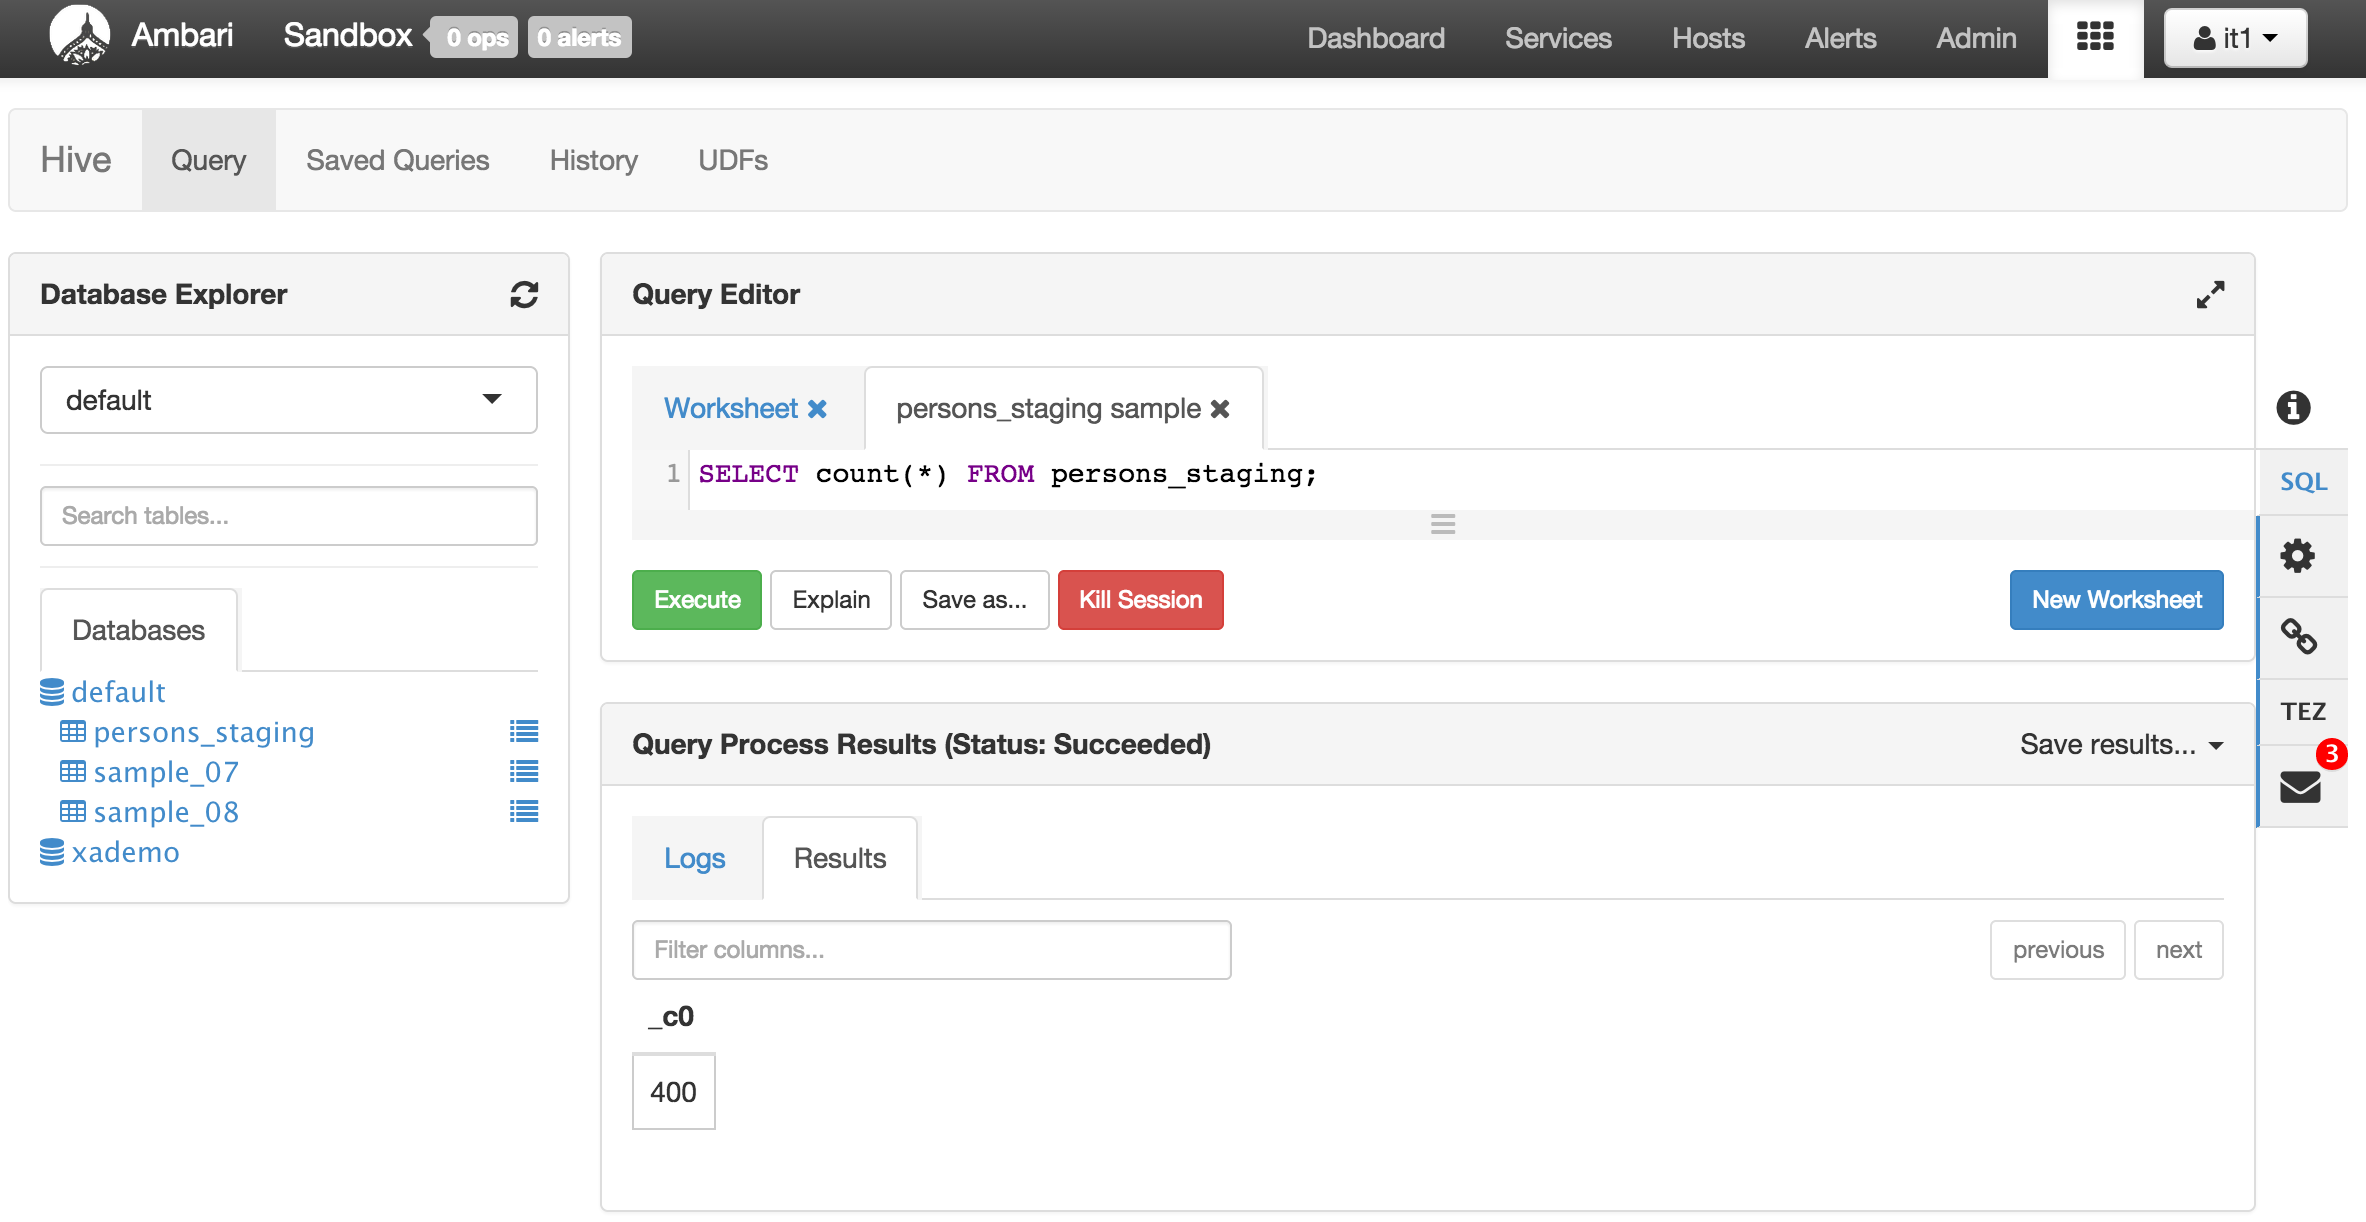 Ambari Sandbox 0 ops 0 alerts Dashboard Services Hosts Alerts Admin it1
Hive Query Saved Queries History UDFs
Database Explorer
default
Search tables...
Databases
default
persons_staging
sample_07
sample_08
xademo
Query Editor
Worksheet persons_staging sample
1 SELECT count(*) FROM persons_staging;
Execute Explain Save as... Kill Session New Worksheet
Query Process Results (Status: Succeeded) Save results...
Logs Results
Filter columns... previous next
_c0
400
SQL
TEZ
3